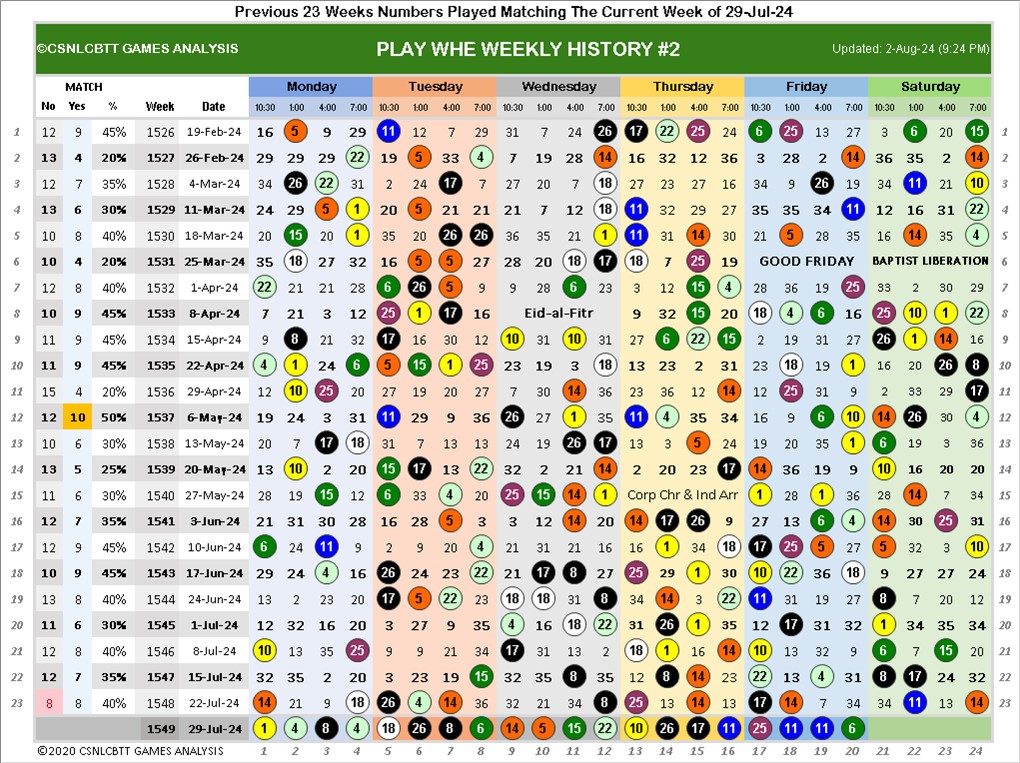 Previous 23 Weeks Numbers Played Matching The Current Week of 29-Jul-24
©CSNLCBTT GAMES ANALYSIS PLAY WHE WEEKLY HISTORY #2 Updated: 2-Aug-24 (9:24 PM)
MATCH Monday Tuesday Wednesday Thursday Friday Saturday
No Yes % Week Date 10:30 1:00 4:00 7:00 10:30 1:00 4:00 7:00 10:30 1:00 4:00 7:00 10:30 1:00 4:00 7:00 10:30 1:00 4:00 7:00 10:30 1:00 4:00 7:00
1 12 9 45% 1526 19-Feb-24 16 5 9 29 11 12 7 29 31 7 24 26 17 22 25 24 6 25 13 27 3 6 20 15 1
2 13 4 20% 1527 26-Feb-24 29 29 29 22 19 5 33 4 7 19 28 14 16 32 12 36 3 28 2 14 36 35 2 14 2
3 12 7 35% 1528 4-Mar-24 34 26 22 31 2 24 17 7 27 20 7 18 27 23 27 16 34 9 26 19 34 11 7 10 3
4 13 6 30% 1529 11-Mar-24 24 29 5 1 20 5 21 21 21 7 12 18 11 32 29 27 35 35 34 11 12 16 31 22 4
5 10 8 40% 1530 18-Mar-24 20 15 20 1 35 20 26 26 36 35 21 1 11 31 14 30 21 5 28 35 16 14 35 4 5
6 10 4 20% 1531 25-Mar-24 35 18 27 32 16 5 5 27 28 20 18 17 18 7 25 19 GOOD FRIDAY BAPTIST LIBERATION 6
7 12 8 40% 1532 1-Apr-24 22 21 21 28 6 26 5 9 9 28 6 23 3 12 15 4 28 36 19 25 33 2 30 29 7
8 10 9 45% 1533 8-Apr-24 7 21 3 12 25 1 17 16 Eid-al-Fitr 9 32 15 20 18 4 6 16 25 10 1 22 8
9 11 9 45% 1534 15-Apr-24 9 8 21 32 17 16 30 12 10 31 10 31 27 6 22 15 2 19 31 9 26 1 14 16 9
10 11 9 45% 1535 22-Apr-24 4 1 24 6 5 15 1 25 23 19 3 18 13 23 2 31 33 18 19 1 16 20 26 8 10
11 15 4 20% 1536 29-Apr-24 12 10 25 20 27 19 20 27 7 30 14 36 23 36 12 14 18 25 31 9 2 33 29 17 11
12 12 10 50% 1537 6-May-24 19 24 3 31 11 29 9 36 26 27 1 35 11 4 35 34 16 9 6 10 14 26 30 4 12
13 10 6 30% 1538 13-May-24 20 7 17 18 31 7 13 13 24 19 26 17 13 3 5 24 19 20 35 1 6 19 3 36 13
14 13 5 25% 1539 20-May-24 13 10 2 20 15 17 13 22 32 2 21 14 2 20 23 17 14 36 19 9 10 16 20 20 14
15 11 6 30% 1540 27-May-24 28 19 15 12 6 33 4 20 25 15 14 1 Corp Chr & Ind Arr 1 28 1 36 28 14 7 34 15
16 12 7 35% 1541 3-Jun-24 21 31 30 28 16 28 5 3 3 12 14 20 14 17 26 9 27 13 6 4 14 30 25 31 16
17 12 9 45% 1542 10-Jun-24 6 24 11 9 2 9 20 4 21 31 21 16 16 1 34 18 17 25 5 27 5 32 3 10 17
18 10 9 45% 1543 17-Jun-24 29 24 4 16 26 24 23 22 21 17 8 27 25 29 1 30 10 22 36 18 9 27 27 24 18
19 13 8 40% 1544 24-Jun-24 13 2 23 20 17 5 22 23 18 18 31 8 34 14 3 22 11 31 19 27 8 7 20 12 19
20 11 6 30% 1545 1-Jul-24 12 32 16 20 3 27 9 35 4 16 18 22 31 26 1 35 12 17 31 32 1 34 35 34 20
21 12 8 40% 1546 8-Jul-24 10 13 35 25 9 9 21 34 17 31 13 2 18 1 16 14 10 13 32 9 6 7 15 20 21
22 12 7 35% 1547 15-Jul-24 32 35 2 20 3 23 19 15 32 35 8 35 12 8 14 34 22 13 4 31 8 17 24 32 22
23 8 8 40% 1548 22-Jul-24 14 21 9 18 26 4 14 36 32 21 34 8 25 13 14 13 17 14 7 34 34 11 13 14 23
1549 29-Jul-24 1 4 8 4 18 26 8 6 14 5 15 22 10 26 17 11 25 11 11 6
©2020 CSNLCBTT GAMES ANALYSIS 1 2 3 4 5 6 7 8 9 10 11 12 13 14 15 16 17 18 19 20 21 22 23 24